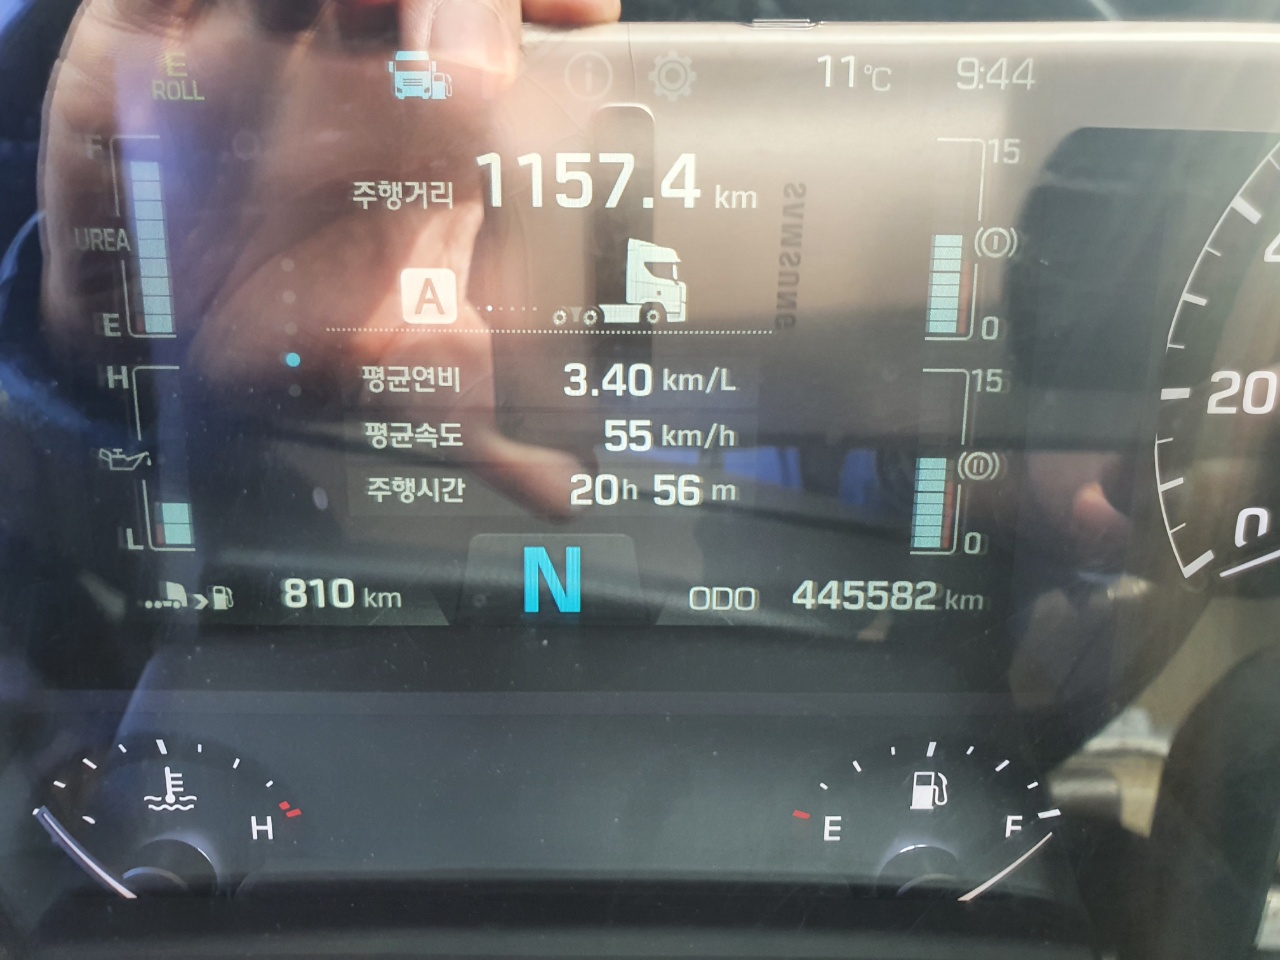 E
ROLL
11℃
9:44
F
UREA
E
주행거리 1157.4 km
SAMSUNG
15
0
A
H
L
평균연비 3.40 km/L
평균속도 55 km/h
주행시간 20h 56 m
15
0
20
0
810 km
N
ODO 445582 km
H
E
F